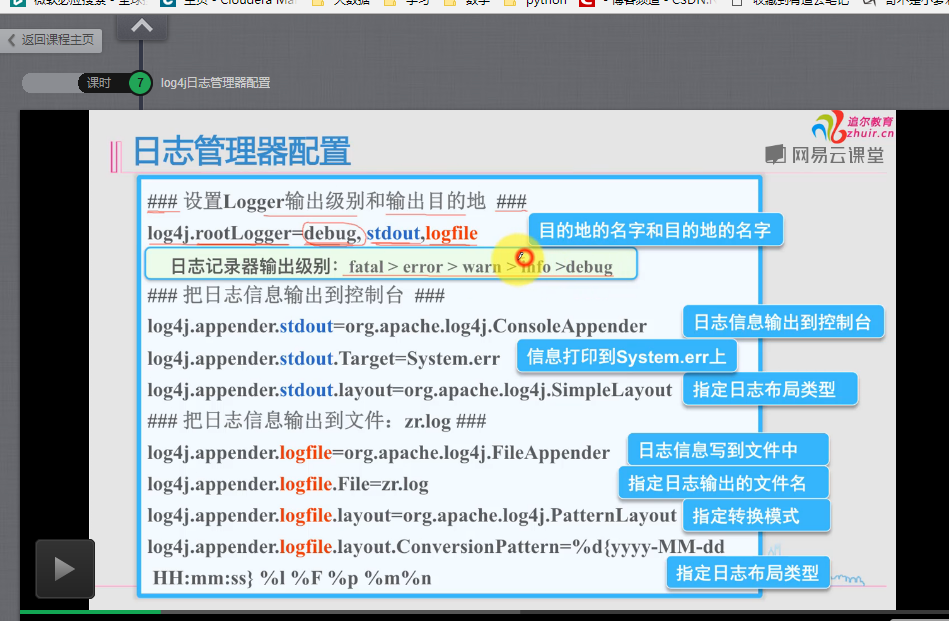 返回课程主页
课时 7 log4j日志管理器配置
追尔教育
zhuir.cn
网易云课堂
日志管理器配置
### 设置Logger输出级别和输出目的地 ###
log4j.rootLogger=debug,stdout,logfile
目的地的名字和目的地的名字
日志记录器输出级别：fatal > error > warn > info >debug
### 把日志信息输出到控制台 ###
log4j.appender.stdout=org.apache.log4j.ConsoleAppender
日志信息输出到控制台
log4j.appender.stdout.Target=System.err
信息打印到System.err上
log4j.appender.stdout.layout=org.apache.log4j.SimpleLayout
指定日志布局类型
### 把日志信息输出到文件：zr.log ###
log4j.appender.logfile=org.apache.log4j.FileAppender
日志信息写到文件中
log4j.appender.logfile.File=zr.log
指定日志输出的文件名
log4j.appender.logfile.layout=org.apache.log4j.PatternLayout
指定转换模式
log4j.appender.logfile.layout.ConversionPattern=%d{yyyy-MM-dd
HH:mm:ss} %l %F %p %m%n
指定日志布局类型